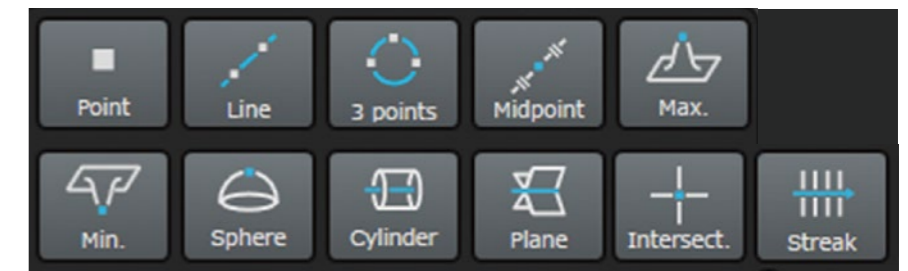 Point
Line
3 points
Midpoint
Max.
Min.
Sphere
Cylinder
Plane
Intersect.
Streak